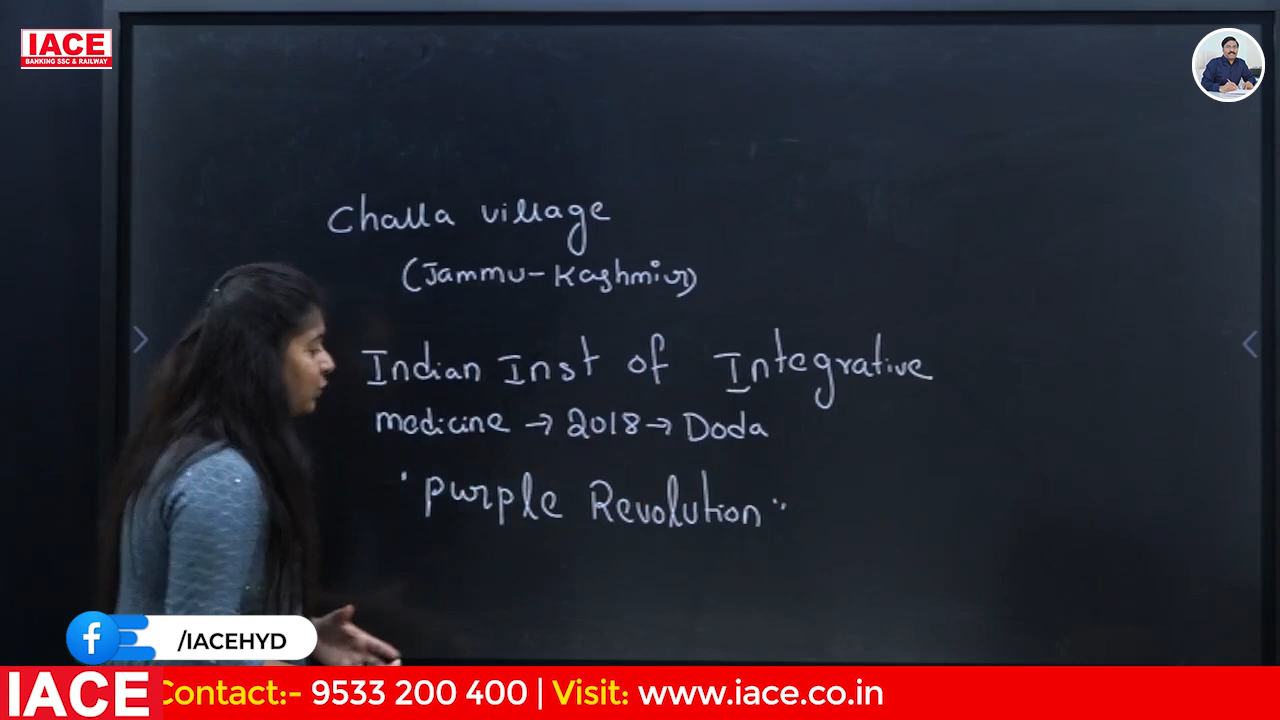 IACE
BANKING SSC & RAILWAY
Challa village
(Jammu-Kashmir)
Indian Inst of Integrative
medicine → 2018 → Doda
' Purple Revolution "
/IACEHYD
IACE Contact:- 9533 200 400 | Visit: www.iace.co.in